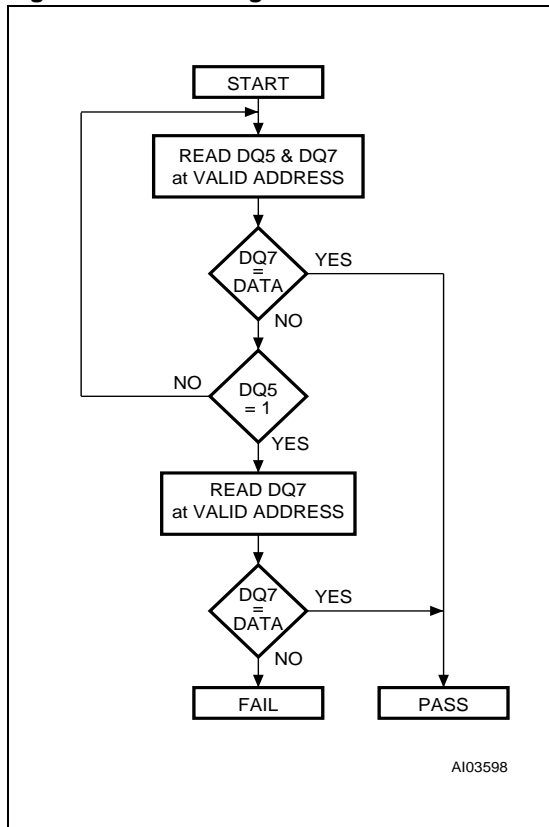 START
READ DQ5 & DQ7
at VALID ADDRESS
DQ7
=
DATA
YES
NO
DQ5
= 1
NO
YES
READ DQ7
at VALID ADDRESS
DQ7
=
DATA
YES
NO
FAIL
PASS
AI03598